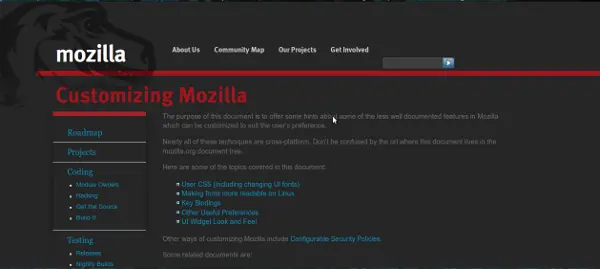 mozilla
About Us Community Map Our Projects Get Involved
Customizing Mozilla
Roadmap
Projects
Coding
Module Owners
Hacking
Get the Source
Build It
Testing
Releases
Nightly Builds
The purpose of this document is to offer some hints about some of the less well documented features in Mozilla
which can be customized to suit the user's preference.
Nearly all of these techniques are cross-platform. Don't be confused by the url where this document lives in the
mozilla.org document tree.
Here are some of the topics covered in this document:
User CSS (including changing UI fonts)
Making fonts more readable on Linux
Key Bindings
Other Useful Preferences
UI Widget Look and Feel
Other ways of customizing Mozilla include Configurable Security Policies.
Some related documents are: